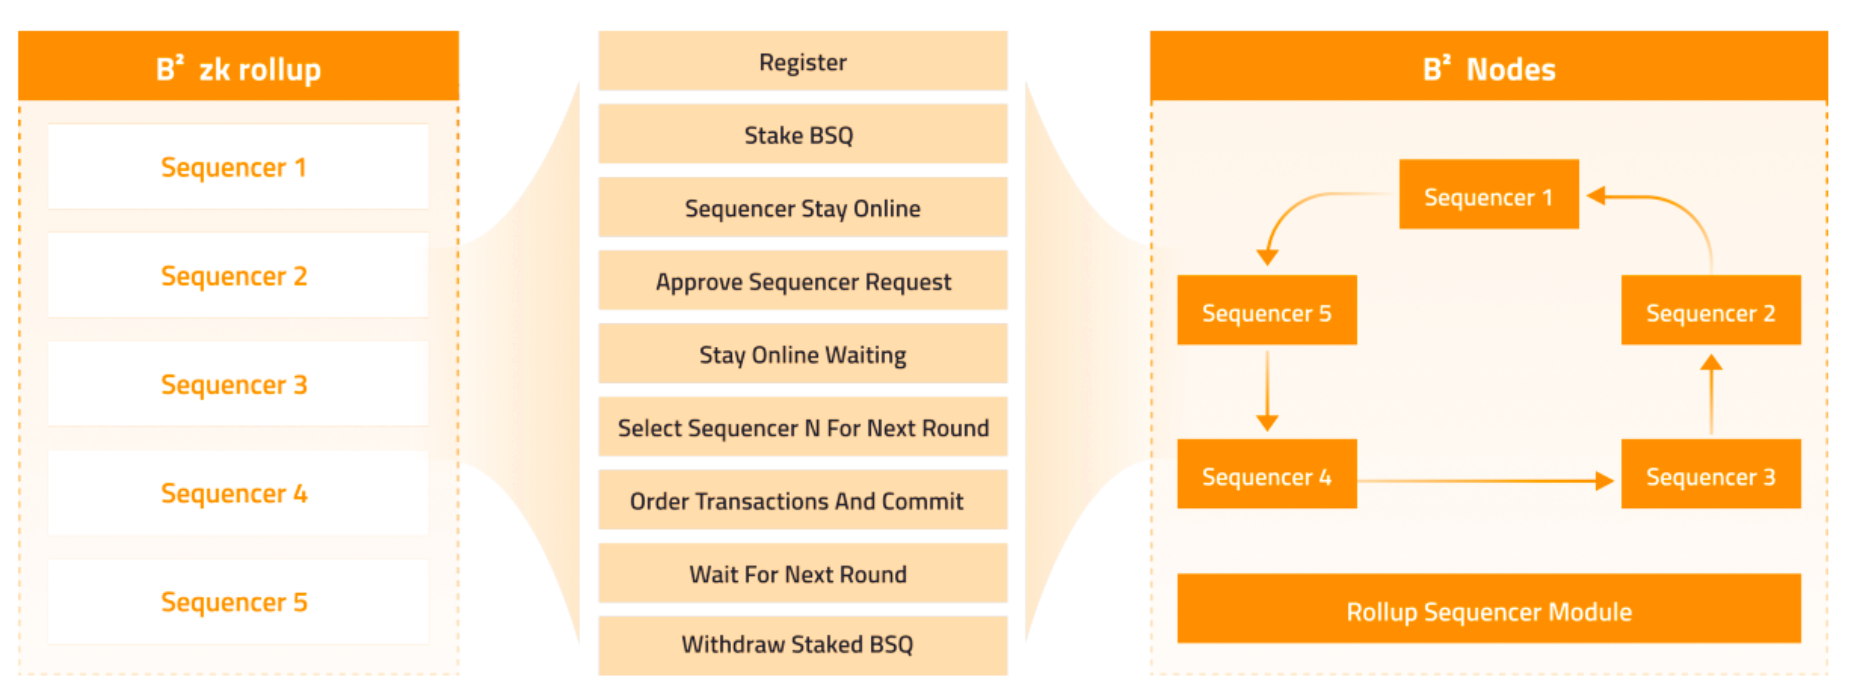 B² zk rollup
Sequencer 1
Sequencer 2
Sequencer 3
Sequencer 4
Sequencer 5
Register
Stake BSQ
Sequencer Stay Online
Approve Sequencer Request
Stay Online Waiting
Select Sequencer N For Next Round
Order Transactions And Commit
Wait For Next Round
Withdraw Staked BSQ
B² Nodes
Sequencer 1
Sequencer 5
Sequencer 2
Sequencer 4
Sequencer 3
Rollup Sequencer Module